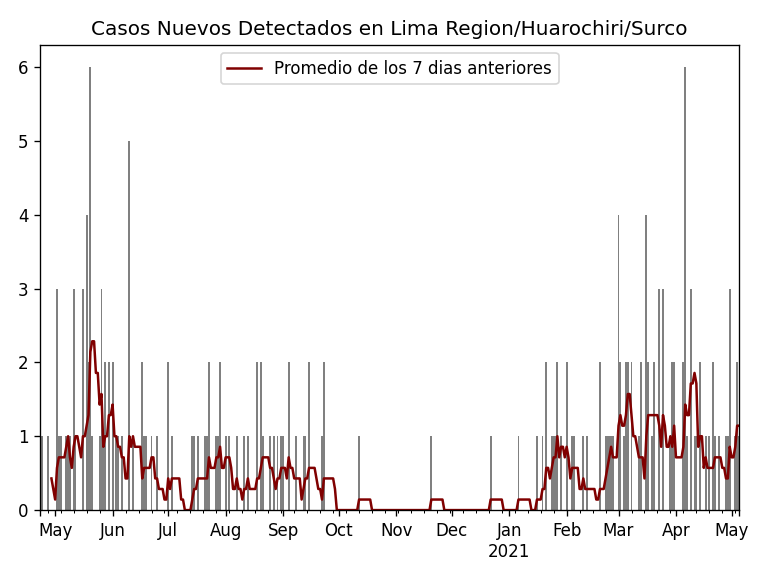 Casos Nuevos Detectados en Lima Region/Huarochiri/Surco
Promedio de los 7 dias anteriores
6
5
4
3
2
1
0
May Jun Jul Aug Sep Oct Nov Dec Jan Feb Mar Apr May
2021